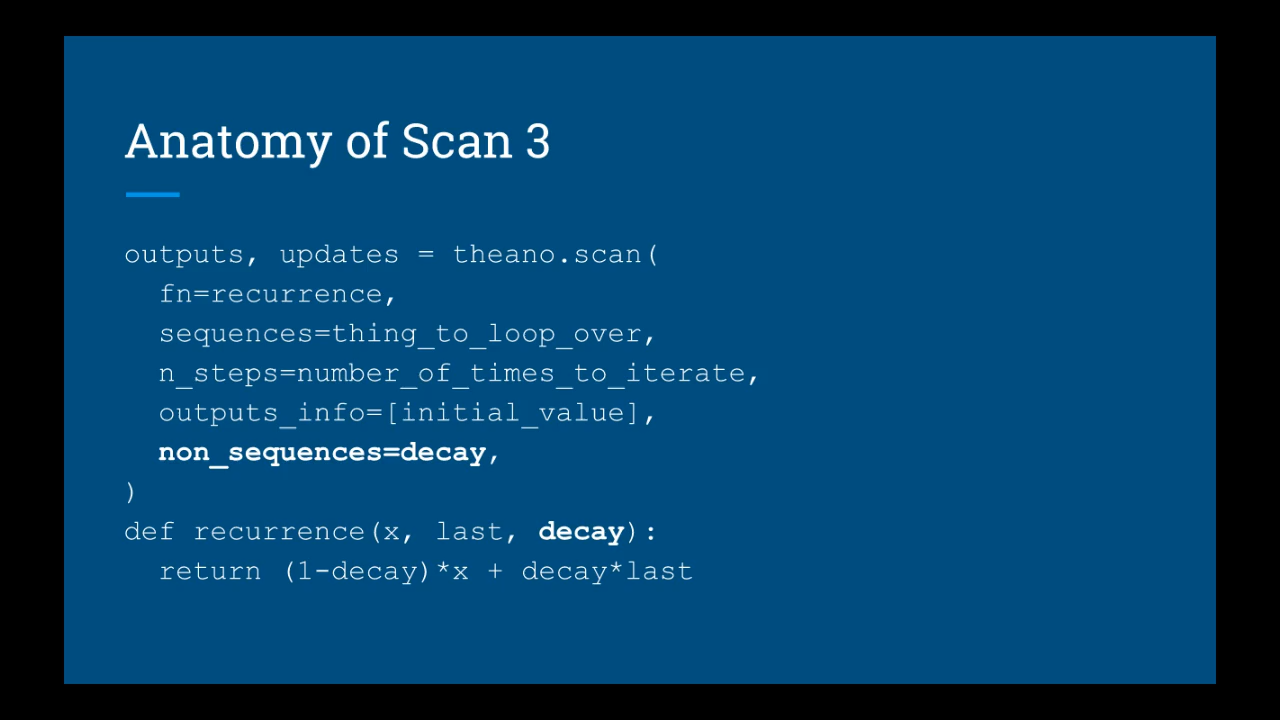 Anatomy of Scan 3
outputs, updates = theano.scan(
  fn=recurrence,
  sequences=thing_to_loop_over,
  n_steps=number_of_times_to_iterate,
  outputs_info=[initial_value],
  non_sequences=decay,
)
def recurrence(x, last, decay):
  return (1-decay)*x + decay*last